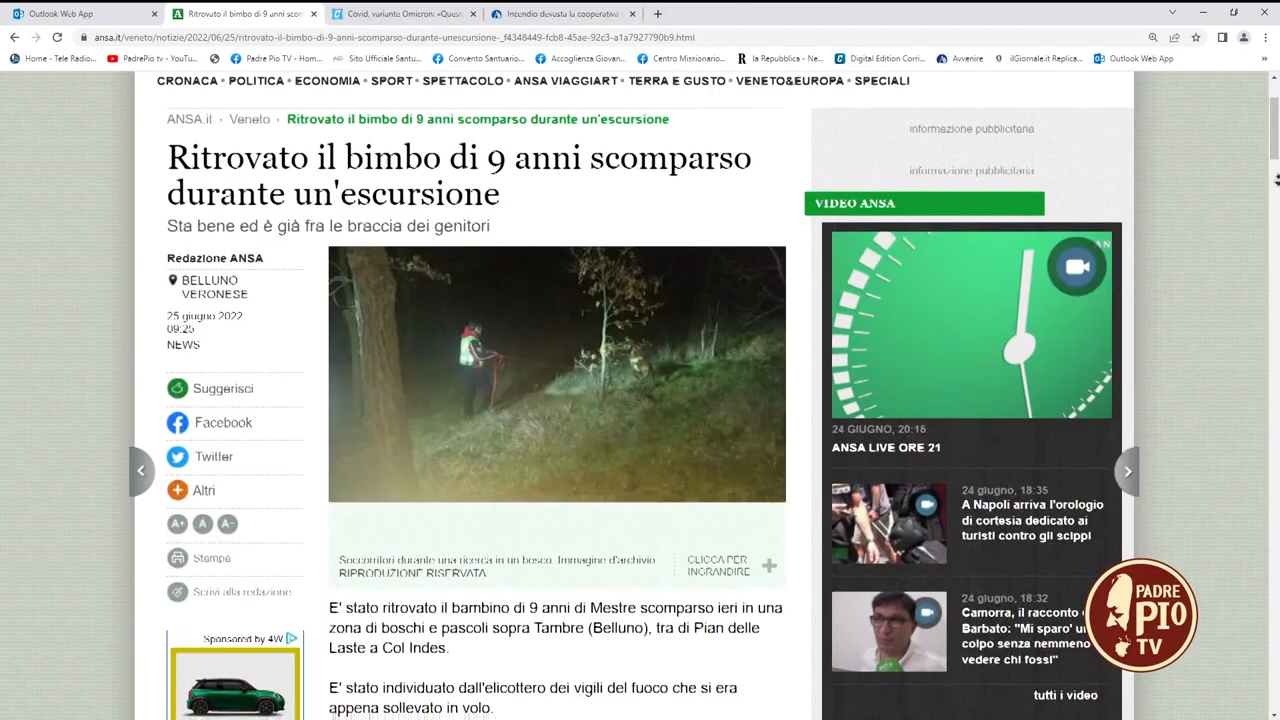 Outlook Web App
Ritrovato il bimbo di 9 anni scom
Covid, variante Omicron: «Quest
Incendio devasta la cooperativa
ansa.it/veneto/notizie/2022/06/25/ritrovato-il-bimbo-di-9-anni-scomparso-durante-unescursione-_f4348449-fcb8-45ae-92c3-a1a7927790b9.html
Home - Tele Radio...
PadrePio tv - YouTu...
Padre Pio TV - Hom...
Sito Ufficiale Santu...
Convento Santuario...
Accoglienza Giovan...
Centro Missionario...
la Repubblica - Ne...
Digital Edition Corri...
Avvenire
ilGiornale.it Replica...
Outlook Web App
CRONACA • POLITICA • ECONOMIA • SPORT • SPETTACOLO • ANSA VIAGGIART • TERRA E GUSTO • VENETO&EUROPA • SPECIALI
ANSA.it › Veneto › Ritrovato il bimbo di 9 anni scomparso durante un'escursione
Ritrovato il bimbo di 9 anni scomparso
durante un'escursione
Sta bene ed è già fra le braccia dei genitori
Redazione ANSA
BELLUNO
VERONESE
25 giugno 2022
09:25
NEWS
Suggerisci
Facebook
Twitter
Altri
A+ A A-
Stampa
Scrivi alla redazione
Sponsored by 4W
Soccorritori durante una ricerca in un bosco. Immagine d'archivio
RIPRODUZIONE RISERVATA
CLICCA PER
INGRANDIRE
E' stato ritrovato il bambino di 9 anni di Mestre scomparso ieri in una
zona di boschi e pascoli sopra Tambre (Belluno), tra di Pian delle
Laste a Col Indes.
E' stato individuato dall'elicottero dei vigili del fuoco che si era
appena sollevato in volo.
informazione pubblicitaria
informazione pubblicitaria
VIDEO ANSA
AN
24 GIUGNO, 20:15
ANSA LIVE ORE 21
24 giugno, 18:35
A Napoli arriva l'orologio
di cortesia dedicato ai
turisti contro gli scippi
24 giugno, 18:32
Camorra, il racconto
Barbato: "Mi sparo'
colpo senza nemmeno
vedere chi fossi"
tutti i video
PADRE
PIO
TV